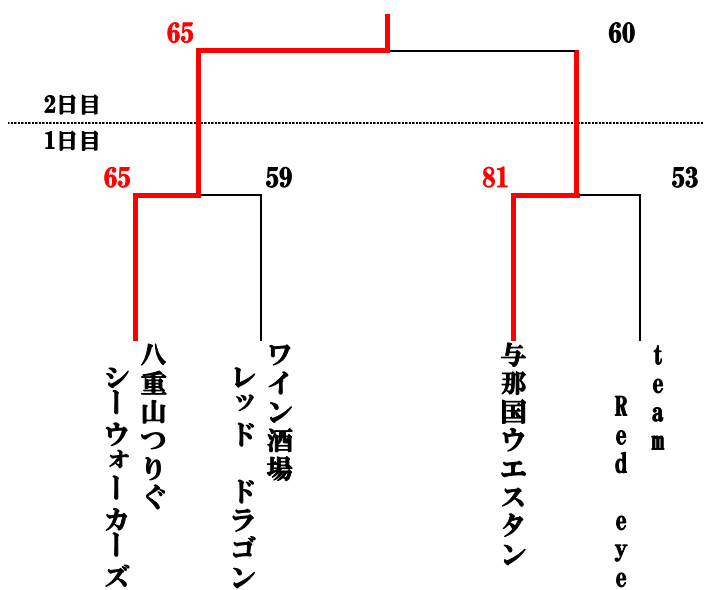 65
60
2日目
1日目
65
59
81
53
八重山つりぐ
シーウォーカーズ
ワイン酒場
レッド　ドラゴン
与那国ウエスタン
team
Red eye